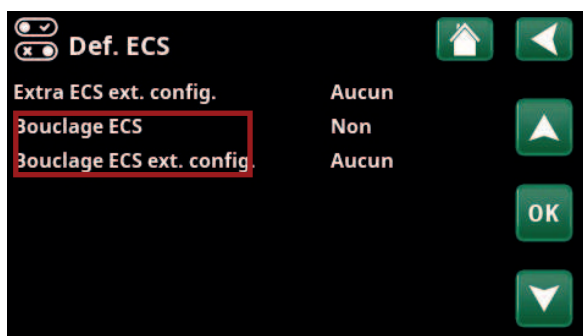 Def. ECS
Extra ECS ext. config. Aucun
Bouclage ECS Non
Bouclage ECS ext. config. Aucun
OK